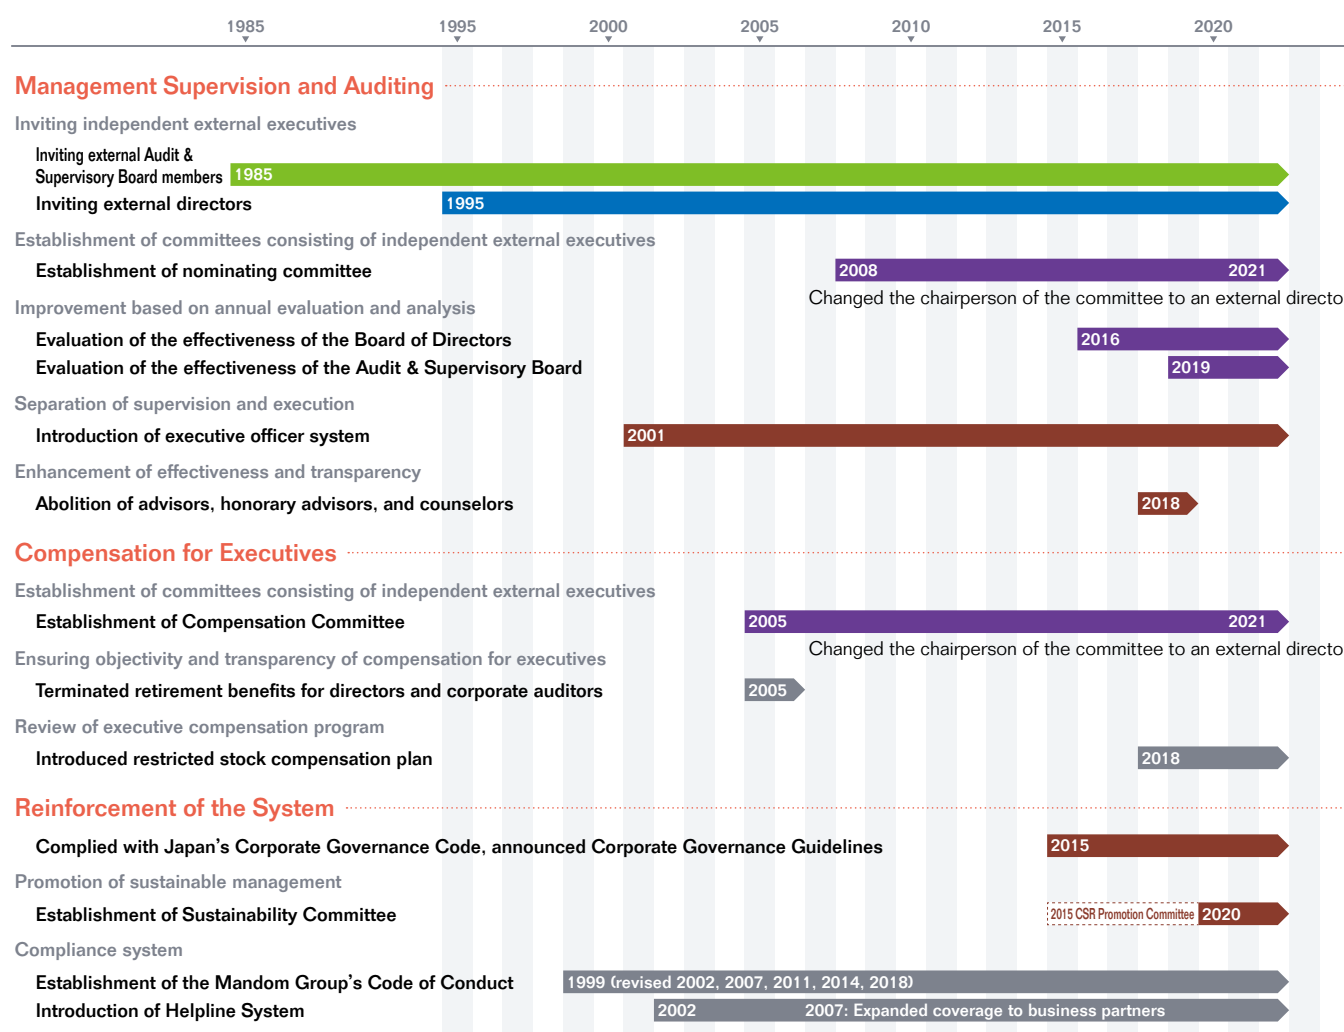 1985 1995 2000 2005 2010 2015 2020
Management Supervision and Auditing
Inviting independent external executives
Inviting external Audit &
Supervisory Board members 1985
Inviting external directors 1995
Establishment of committees consisting of independent external executives
Establishment of nominating committee 2008 2021
Changed the chairperson of the committee to an external directo
Improvement based on annual evaluation and analysis
Evaluation of the effectiveness of the Board of Directors 2016
Evaluation of the effectiveness of the Audit & Supervisory Board 2019
Separation of supervision and execution
Introduction of executive officer system 2001
Enhancement of effectiveness and transparency
Abolition of advisors, honorary advisors, and counselors 2018
Compensation for Executives
Establishment of committees consisting of independent external executives
Establishment of Compensation Committee 2005 2021
Changed the chairperson of the committee to an external directo
Ensuring objectivity and transparency of compensation for executives
Terminated retirement benefits for directors and corporate auditors 2005
Review of executive compensation program
Introduced restricted stock compensation plan 2018
Reinforcement of the System
Complied with Japan’s Corporate Governance Code, announced Corporate Governance Guidelines 2015
Promotion of sustainable management
Establishment of Sustainability Committee 2015 CSR Promotion Committee 2020
Compliance system
Establishment of the Mandom Group’s Code of Conduct 1999 (revised 2002, 2007, 2011, 2014, 2018)
Introduction of Helpline System 2002 2007: Expanded coverage to business partners